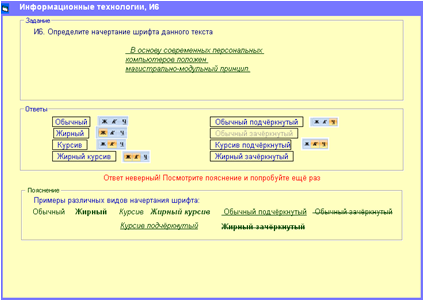 Информационные технологии, И6
Задание
И6. Определите начертание шрифта данного текста
В основу современных персональных
компьютеров положен
магистрально-модульный принцип.
Ответы
Обычный Ж К Ч Обычный подчёркнутый Ж К Ч
Жирный Ж К Ч Обычный зачёркнутый
Курсив Ж К Ч Курсив подчёркнутый Ж К Ч
Жирный курсив Ж К Ч Жирный зачёркнутый
Ответ неверный! Посмотрите пояснение и попробуйте ещё раз
Пояснение
Примеры различных видов начертания шрифта:
Обычный Жирный Курсив Жирный курсив Обычный подчёркнутый Обычный зачёркнутый
Курсив подчёркнутый Жирный зачёркнутый